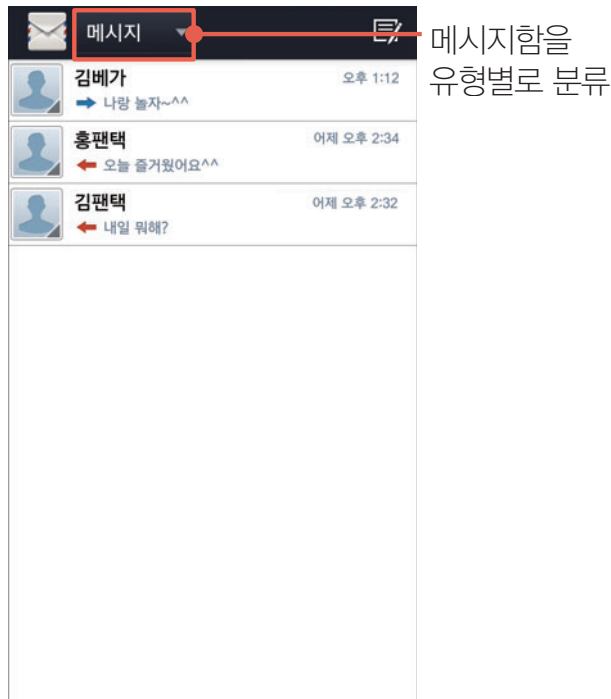 메시지
메시지함을
유형별로 분류
김베가
오후 1:12
나랑 놀자~^^
홍팬택
어제 오후 2:34
오늘 즐거웠어요^^
김팬택
어제 오후 2:32
내일 뭐해?